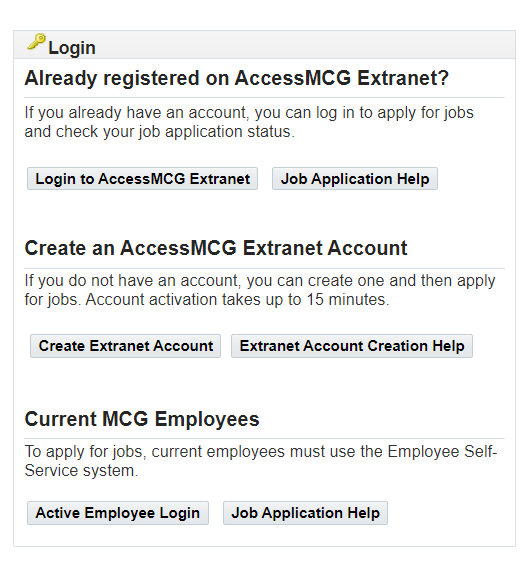 Login
Already registered on AccessMCG Extranet?
If you already have an account, you can log in to apply for jobs
and check your job application status.
Login to AccessMCG Extranet Job Application Help
Create an AccessMCG Extranet Account
If you do not have an account, you can create one and then apply
for jobs. Account activation takes up to 15 minutes.
Create Extranet Account Extranet Account Creation Help
Current MCG Employees
To apply for jobs, current employees must use the Employee Self-
Service system.
Active Employee Login Job Application Help